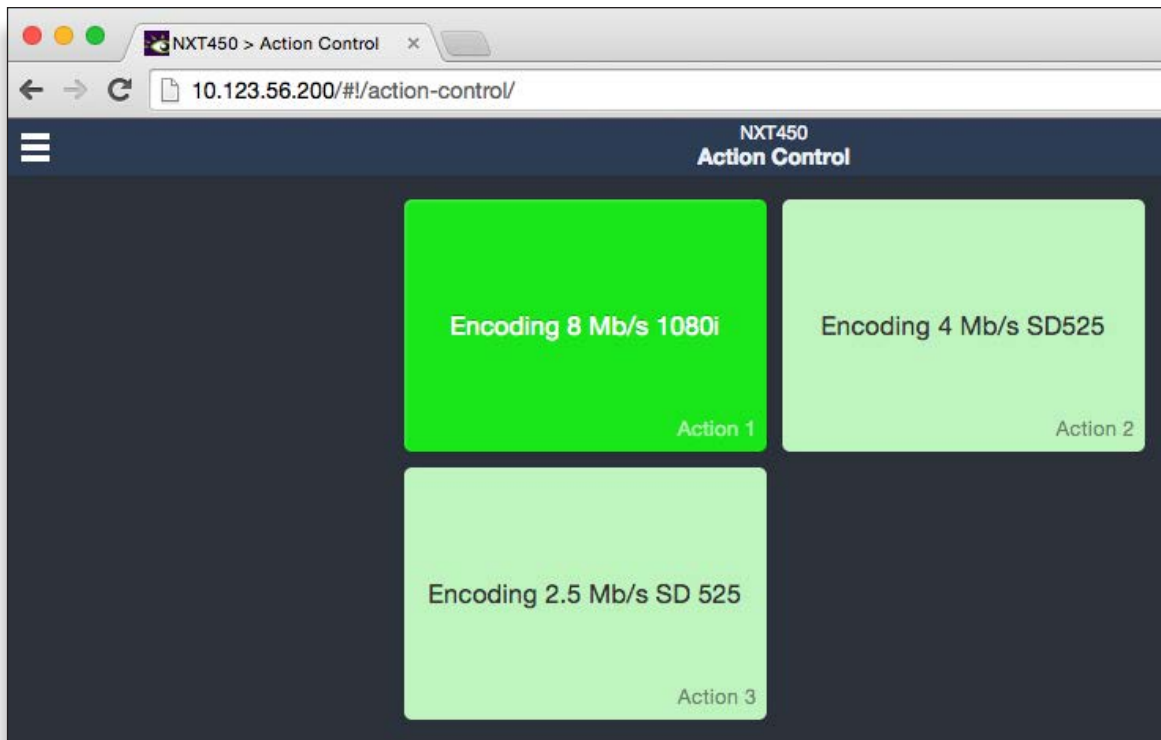 NXT450 > Action Control
10.123.56.200/#!/action-control/
NXT450
Action Control
Encoding 8 Mb/s 1080i
Action 1
Encoding 4 Mb/s SD525
Action 2
Encoding 2.5 Mb/s SD 525
Action 3